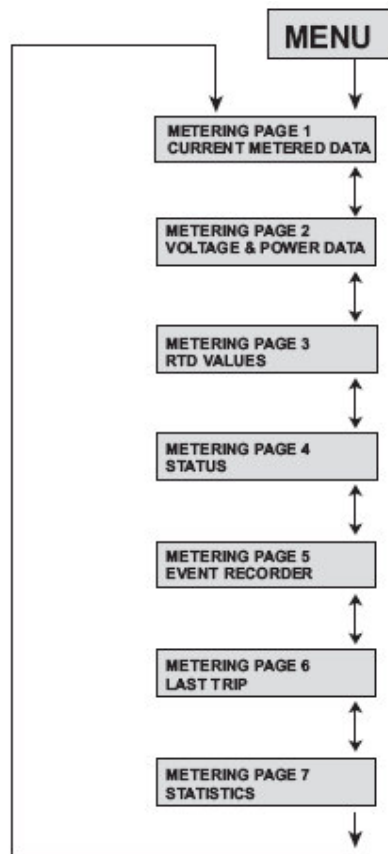 MENU
METERING PAGE 1
CURRENT METERED DATA
METERING PAGE 2
VOLTAGE & POWER DATA
METERING PAGE 3
RTD VALUES
METERING PAGE 4
STATUS
METERING PAGE 5
EVENT RECORDER
METERING PAGE 6
LAST TRIP
METERING PAGE 7
STATISTICS